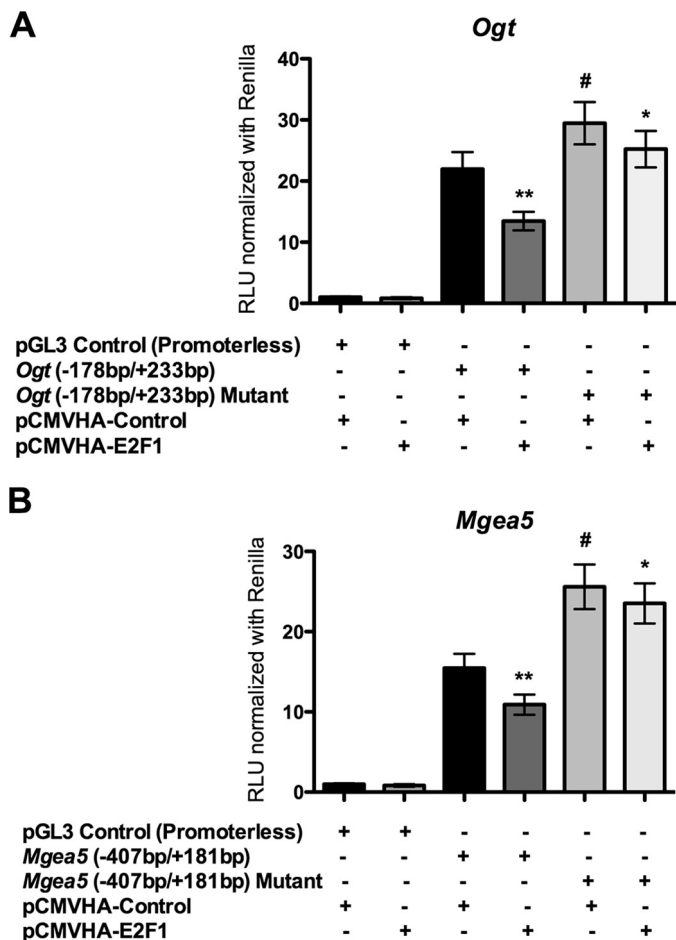 A
Ogt
RLU normalized with Renilla
40
30
20
10
0
**
#
*
pGL3 Control (Promoterless) + + - - - -
Ogt (-178bp/+233bp) - - + + - -
Ogt (-178bp/+233bp) Mutant - - - - + +
pCMVHA-Control + - + - + -
pCMVHA-E2F1 - + - + - +
B
Mgea5
RLU normalized with Renilla
30
20
10
0
**
#
*
pGL3 Control (Promoterless) + + - - - -
Mgea5 (-407bp/+181bp) - - + + - -
Mgea5 (-407bp/+181bp) Mutant - - - - + +
pCMVHA-Control + - + - + -
pCMVHA-E2F1 - + - + - +